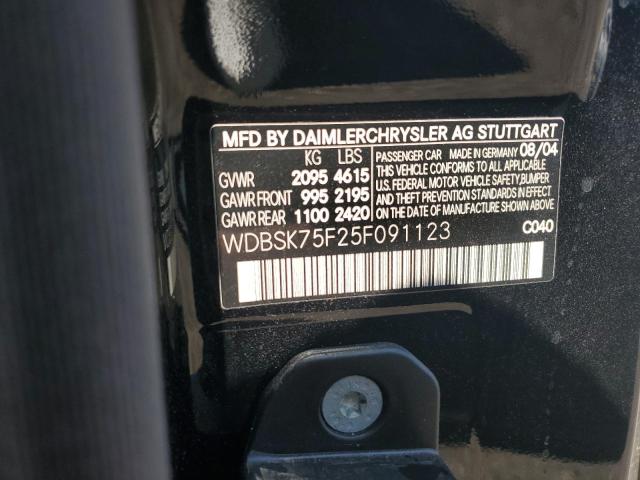 MFD BY DAIMLERCHRYSLER AG STUTTGART
KG LBS
GVWR 2095 4615
GAWR FRONT 995 2195
GAWR REAR 1100 2420
PASSENGER CAR MADE IN GERMANY 08/04
THIS VEHICLE CONFORMS TO ALL APPLICABLE
U.S. FEDERAL MOTOR VEHICLE SAFETY, BUMPER,
AND THEFT PREVENTION STANDARDS IN EFFECT
ON THE DATE OF MANUFACTURE SHOWN ABOVE.
WDBSK75F25F091123
C040